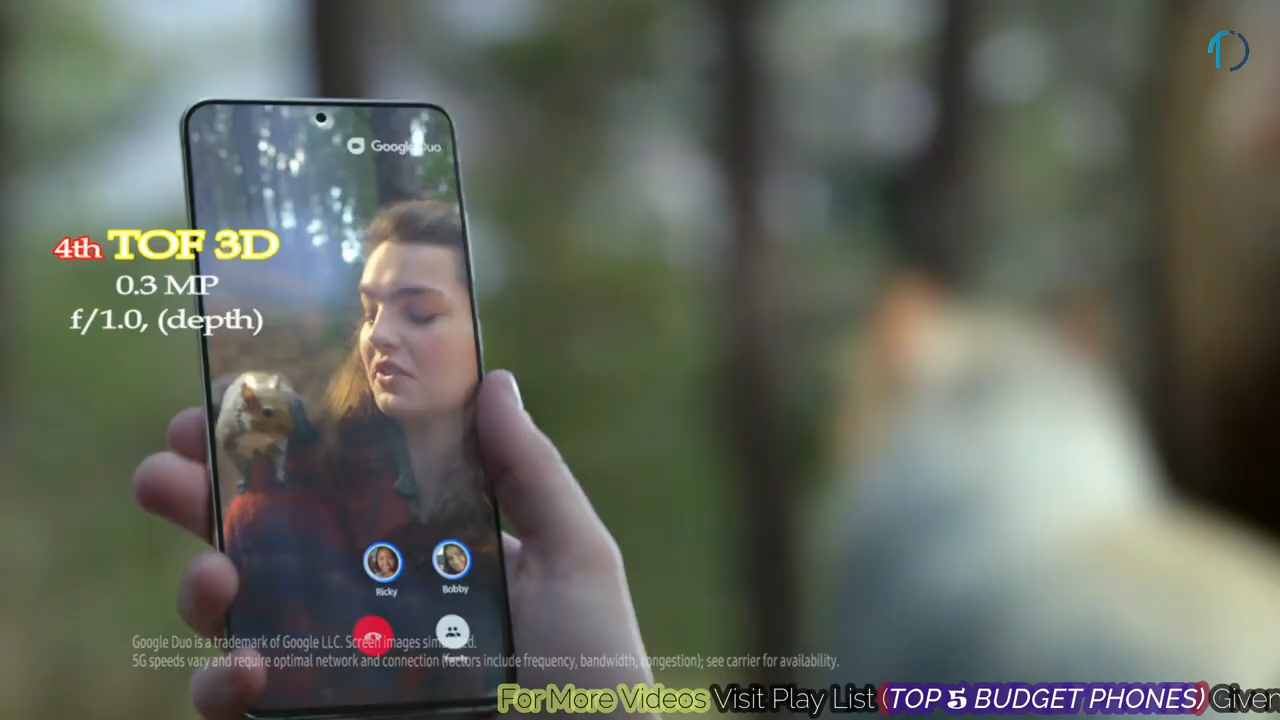 Google Duo
4th TOF 3D
0.3 MP
f/1.0, (depth)
Ricky
Bobby
Google Duo is a trademark of Google LLC. Screen images simulated.
5G speeds vary and require optimal network and connection (factors include frequency, bandwidth, congestion); see carrier for availability.
For More Videos Visit Play List (TOP 5 BUDGET PHONES) Given